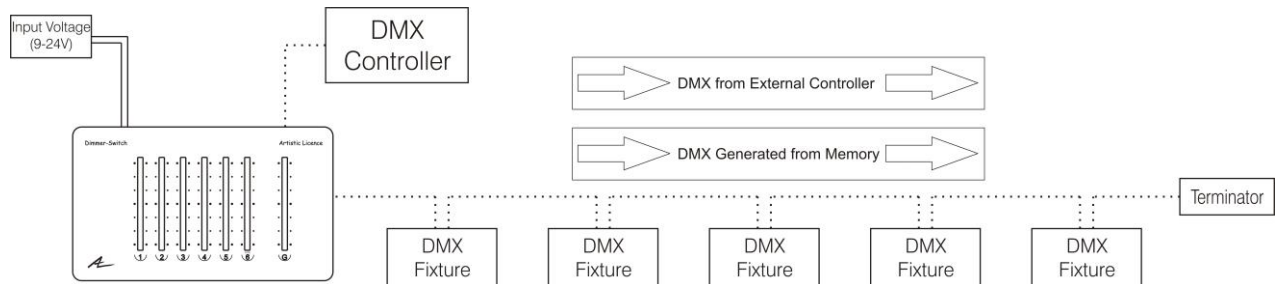 Input Voltage
(9-24V)
DMX
Controller
DMX from External Controller
DMX Generated from Memory
Dimmer-Switch
Artistic Licence
1 2 3 4 5 6 G
AL
Terminator
DMX
Fixture
DMX
Fixture
DMX
Fixture
DMX
Fixture
DMX
Fixture